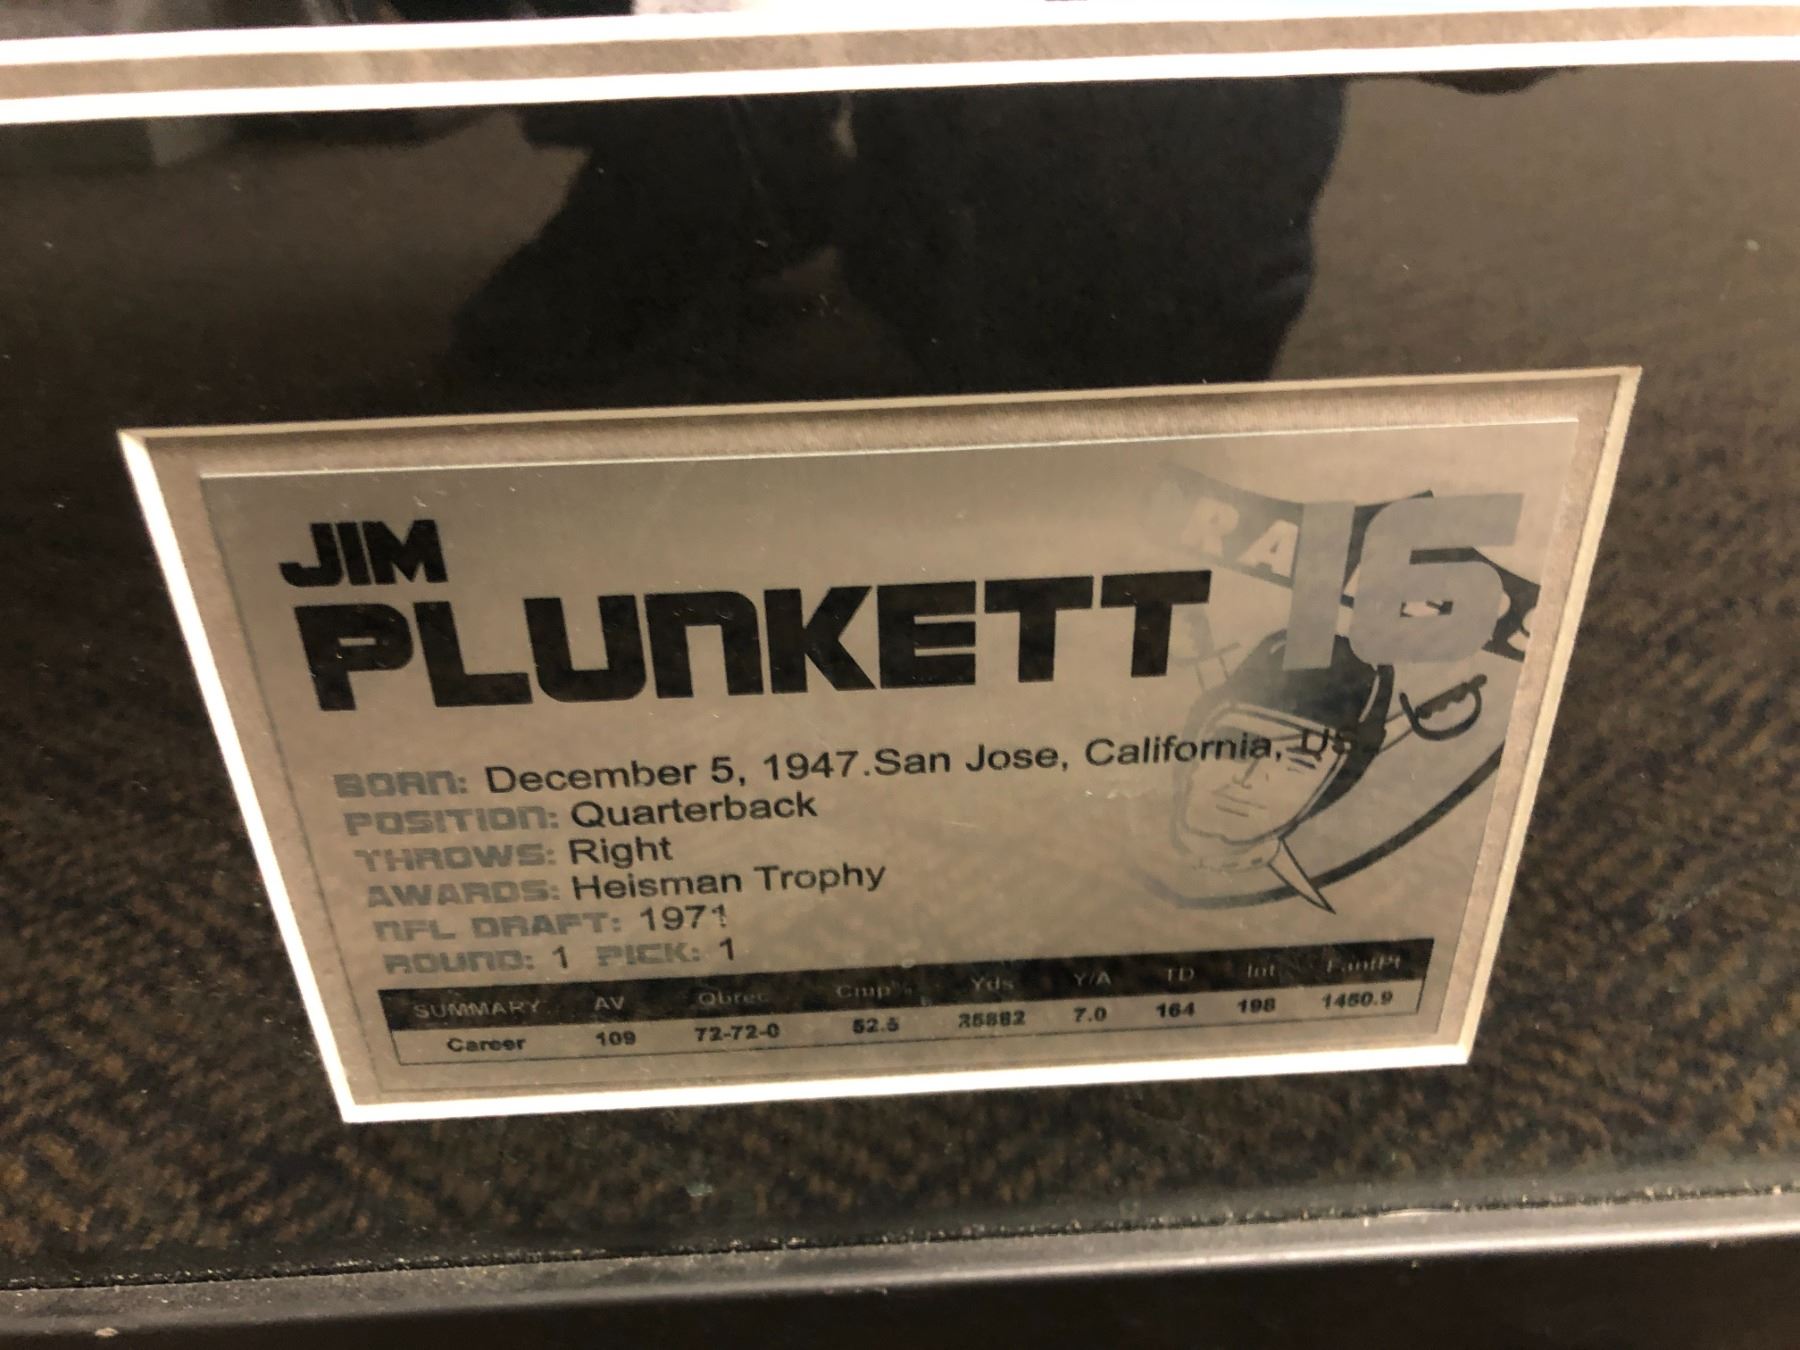 JIM
PLUNKETT
16
RA
BORN: December 5, 1947.San Jose, California, US
POSITION: Quarterback
THROWS: Right
AWARDS: Heisman Trophy
NFL DRAFT: 1971
ROUND: 1 PICK: 1
SUMMARY AV Qbrec Cmp% Yds Y/A TD Int FantPt
Career 109 72-72-0 52.5 25882 7.0 164 198 1450.9